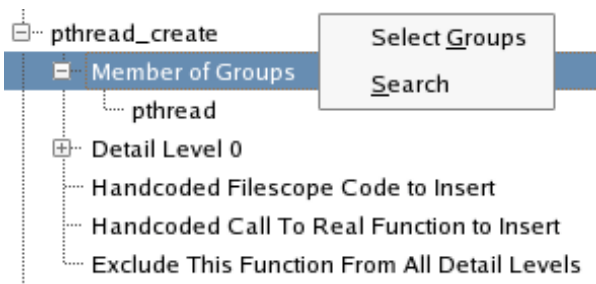 pthread_create
Select Groups
Member of Groups
Search
pthread
Detail Level 0
Handcoded Filescope Code to Insert
Handcoded Call To Real Function to Insert
Exclude This Function From All Detail Levels